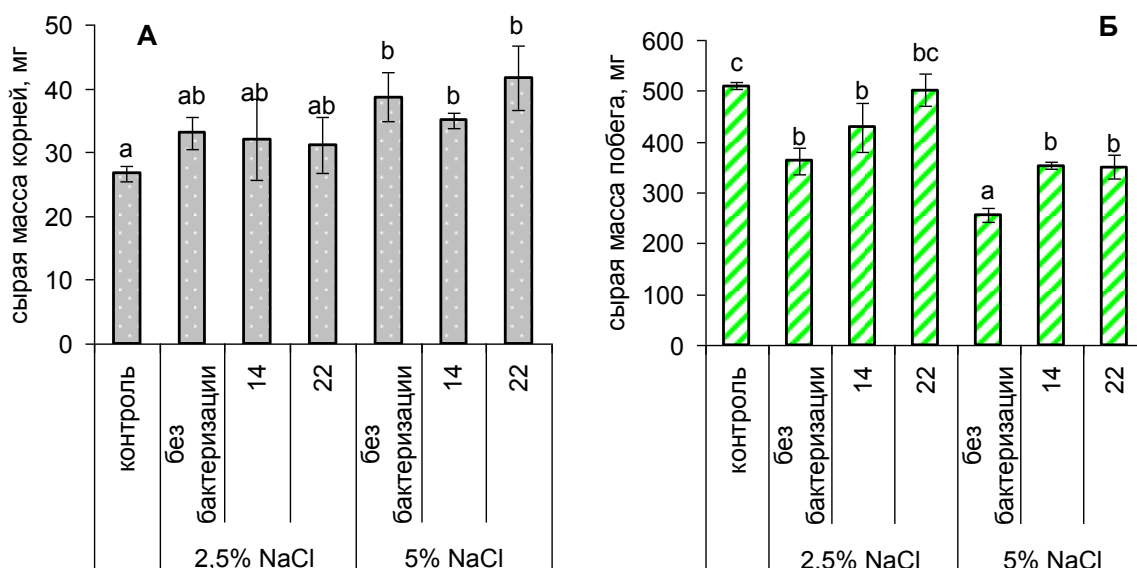 А
сырая масса корней, мг
50
40
30
20
10
0
a
ab
ab
ab
b
b
b
контроль
без
бактеризации
14
22
без
бактеризации
14
22
2,5% NaCl
5% NaCl
Б
сырая масса побега, мг
600
500
400
300
200
100
0
c
b
b
bc
a
b
b
контроль
без
бактеризации
14
22
без
бактеризации
14
22
2,5% NaCl
5% NaCl